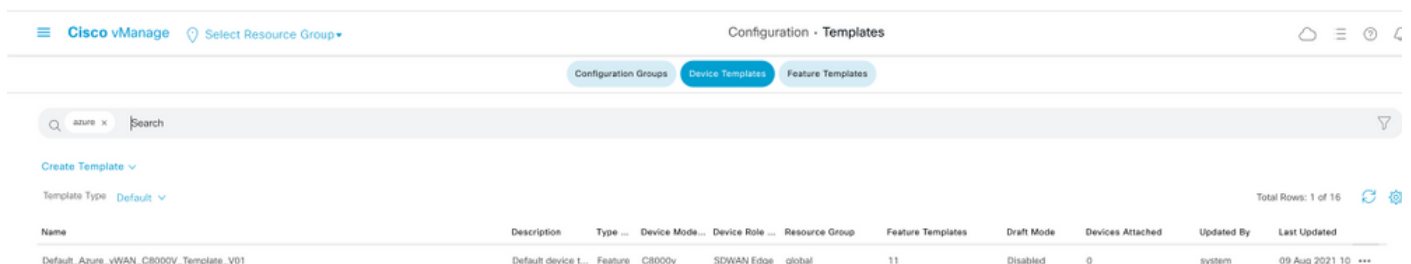 Cisco vManage Select Resource Group Configuration · Templates
Configuration Groups Device Templates Feature Templates
azure x Search
Create Template
Template Type Default Total Rows: 1 of 16
Name Description Type ... Device Mode... Device Role ... Resource Group Feature Templates Draft Mode Devices Attached Updated By Last Updated
Default_Azure_vWAN_C8000V_Template_V01 Default device t... Feature C8000v SDWAN Edge global 11 Disabled 0 system 09 Aug 2021 10 ...